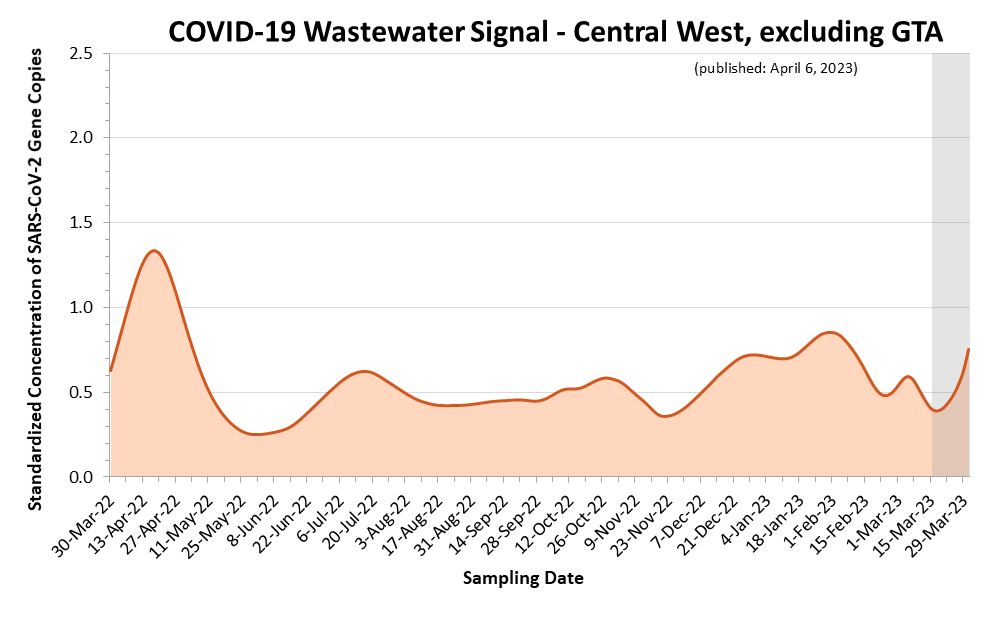 COVID-19 Wastewater Signal - Central West, excluding GTA
(published: April 6, 2023)
Standardized Concentration of SARS-CoV-2 Gene Copies
2.5
2.0
1.5
1.0
0.5
0.0
30-Mar-22
13-Apr-22
27-Apr-22
11-May-22
25-May-22
8-Jun-22
22-Jun-22
6-Jul-22
20-Jul-22
3-Aug-22
17-Aug-22
31-Aug-22
14-Sep-22
28-Sep-22
12-Oct-22
26-Oct-22
9-Nov-22
23-Nov-22
7-Dec-22
21-Dec-22
4-Jan-23
18-Jan-23
1-Feb-23
15-Feb-23
1-Mar-23
15-Mar-23
29-Mar-23
Sampling Date